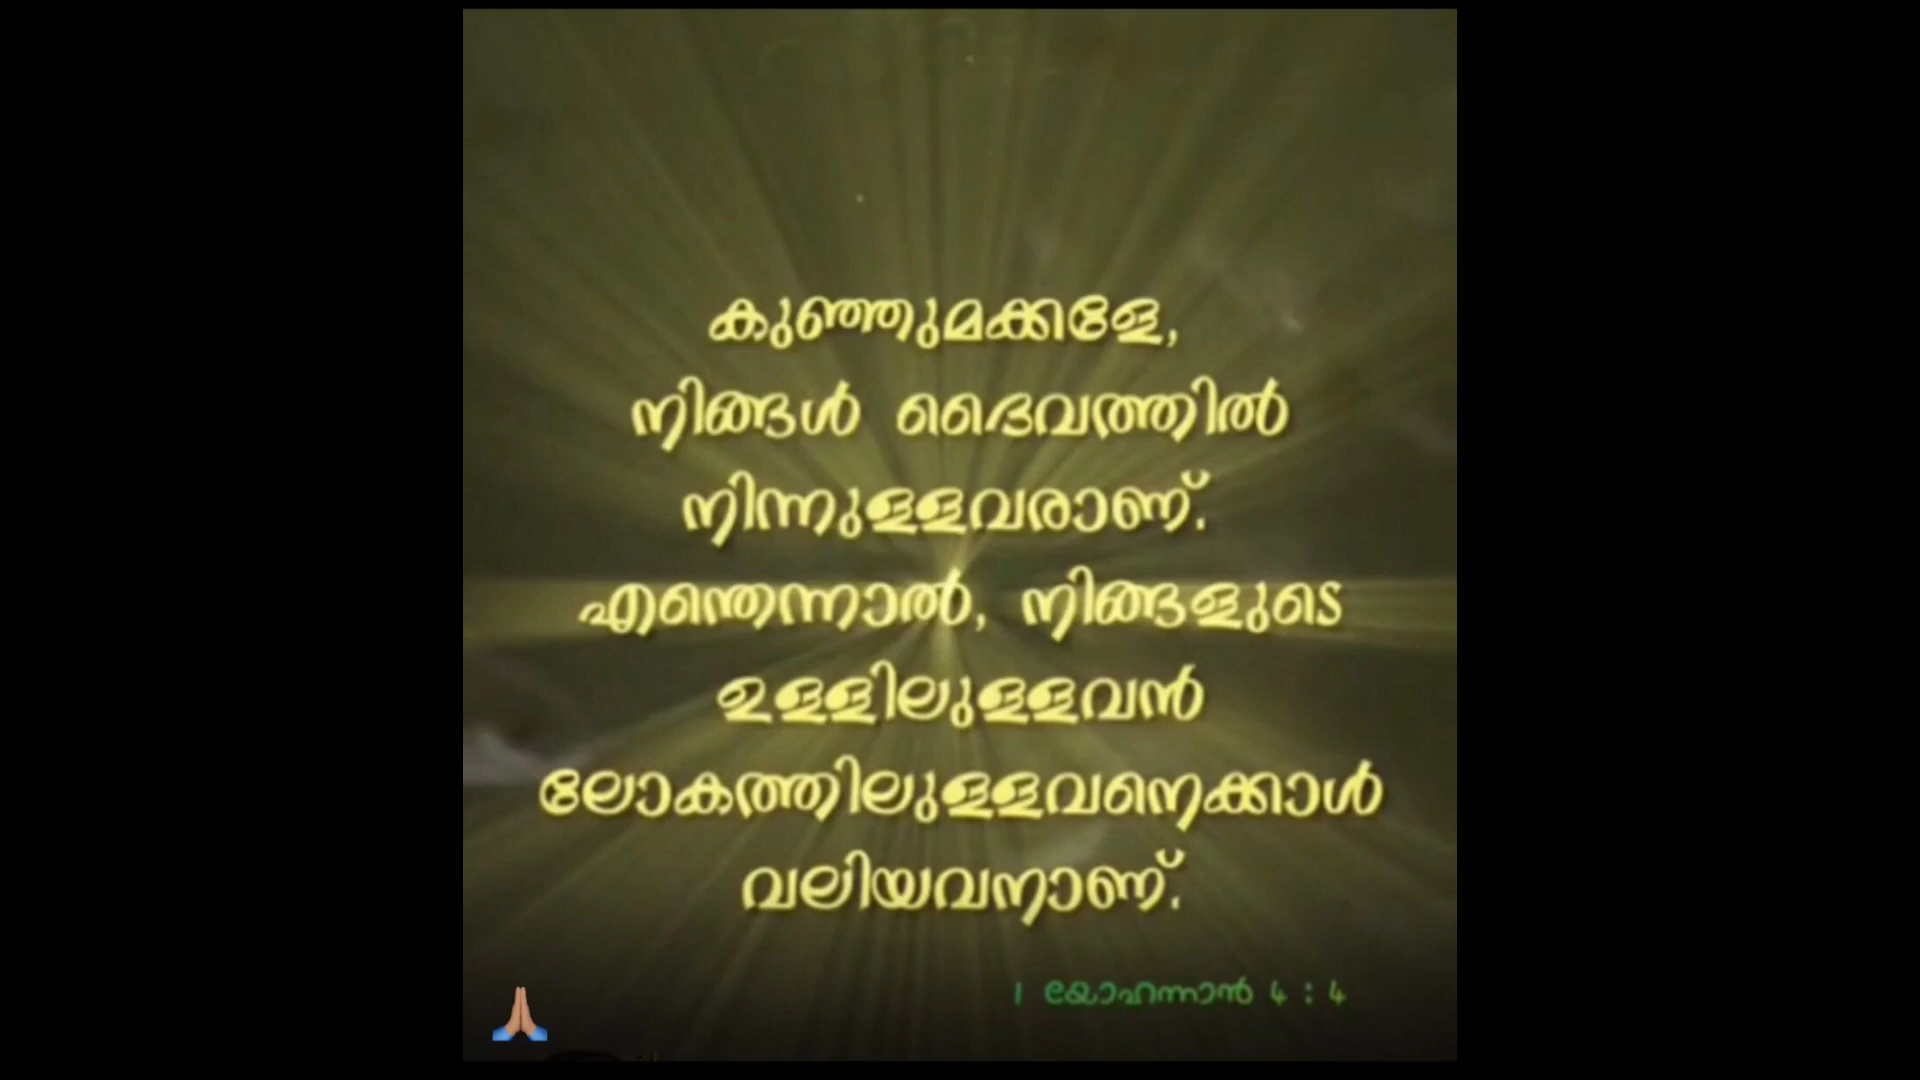 കുഞ്ഞുമക്കളേ,
നിങ്ങൾ ദൈവത്തിൽ
നിന്നുള്ളവരാണ്.
എന്തെന്നാൽ, നിങ്ങളുടെ
ഉള്ളിലുള്ളവൻ
ലോകത്തിലുള്ളവനെക്കാൾ
വലിയവനാണ്.
1 യോഹന്നാൻ 4 : 4